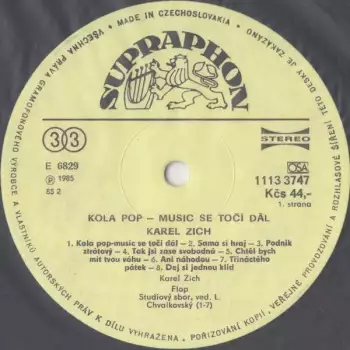 MADE IN CZECHOSLOVAKIA • VŠECHNA PRÁVA GRAMOFONOVÉHO VÝROBCE A VLASTNÍKŮ AUTORSKÝCH PRÁV K DÍLU VYHRAŽENA. POŘIZOVÁNÍ KOPIÍ, VEŘEJNÉ PROVOZOVÁNÍ A ROZHLASOVÉ ŠÍŘENÍ TÉTO DESKY JE ZAKÁZÁNO
SUPRAPHON
33
STEREO
E 6829
OSA
℗ 1985
1113 3747
65 2
Kčs 44,-
1. strana
KOLA POP – MUSIC SE TOČÍ DÁL
KAREL ZICH
1. Kola pop-music se točí dál – 2. Sama si hraj – 3. Podnik
strašový – 4. Tak jsi zase svobodná – 5. Chtěl bych
mít tvou váhu – 6. Ani náhodou – 7. Třináctého
pátek – 8. Dej si jednou klid
Karel Zich
Flop
Studiový sbor, ved. L.
Chvalkovský (1-7)